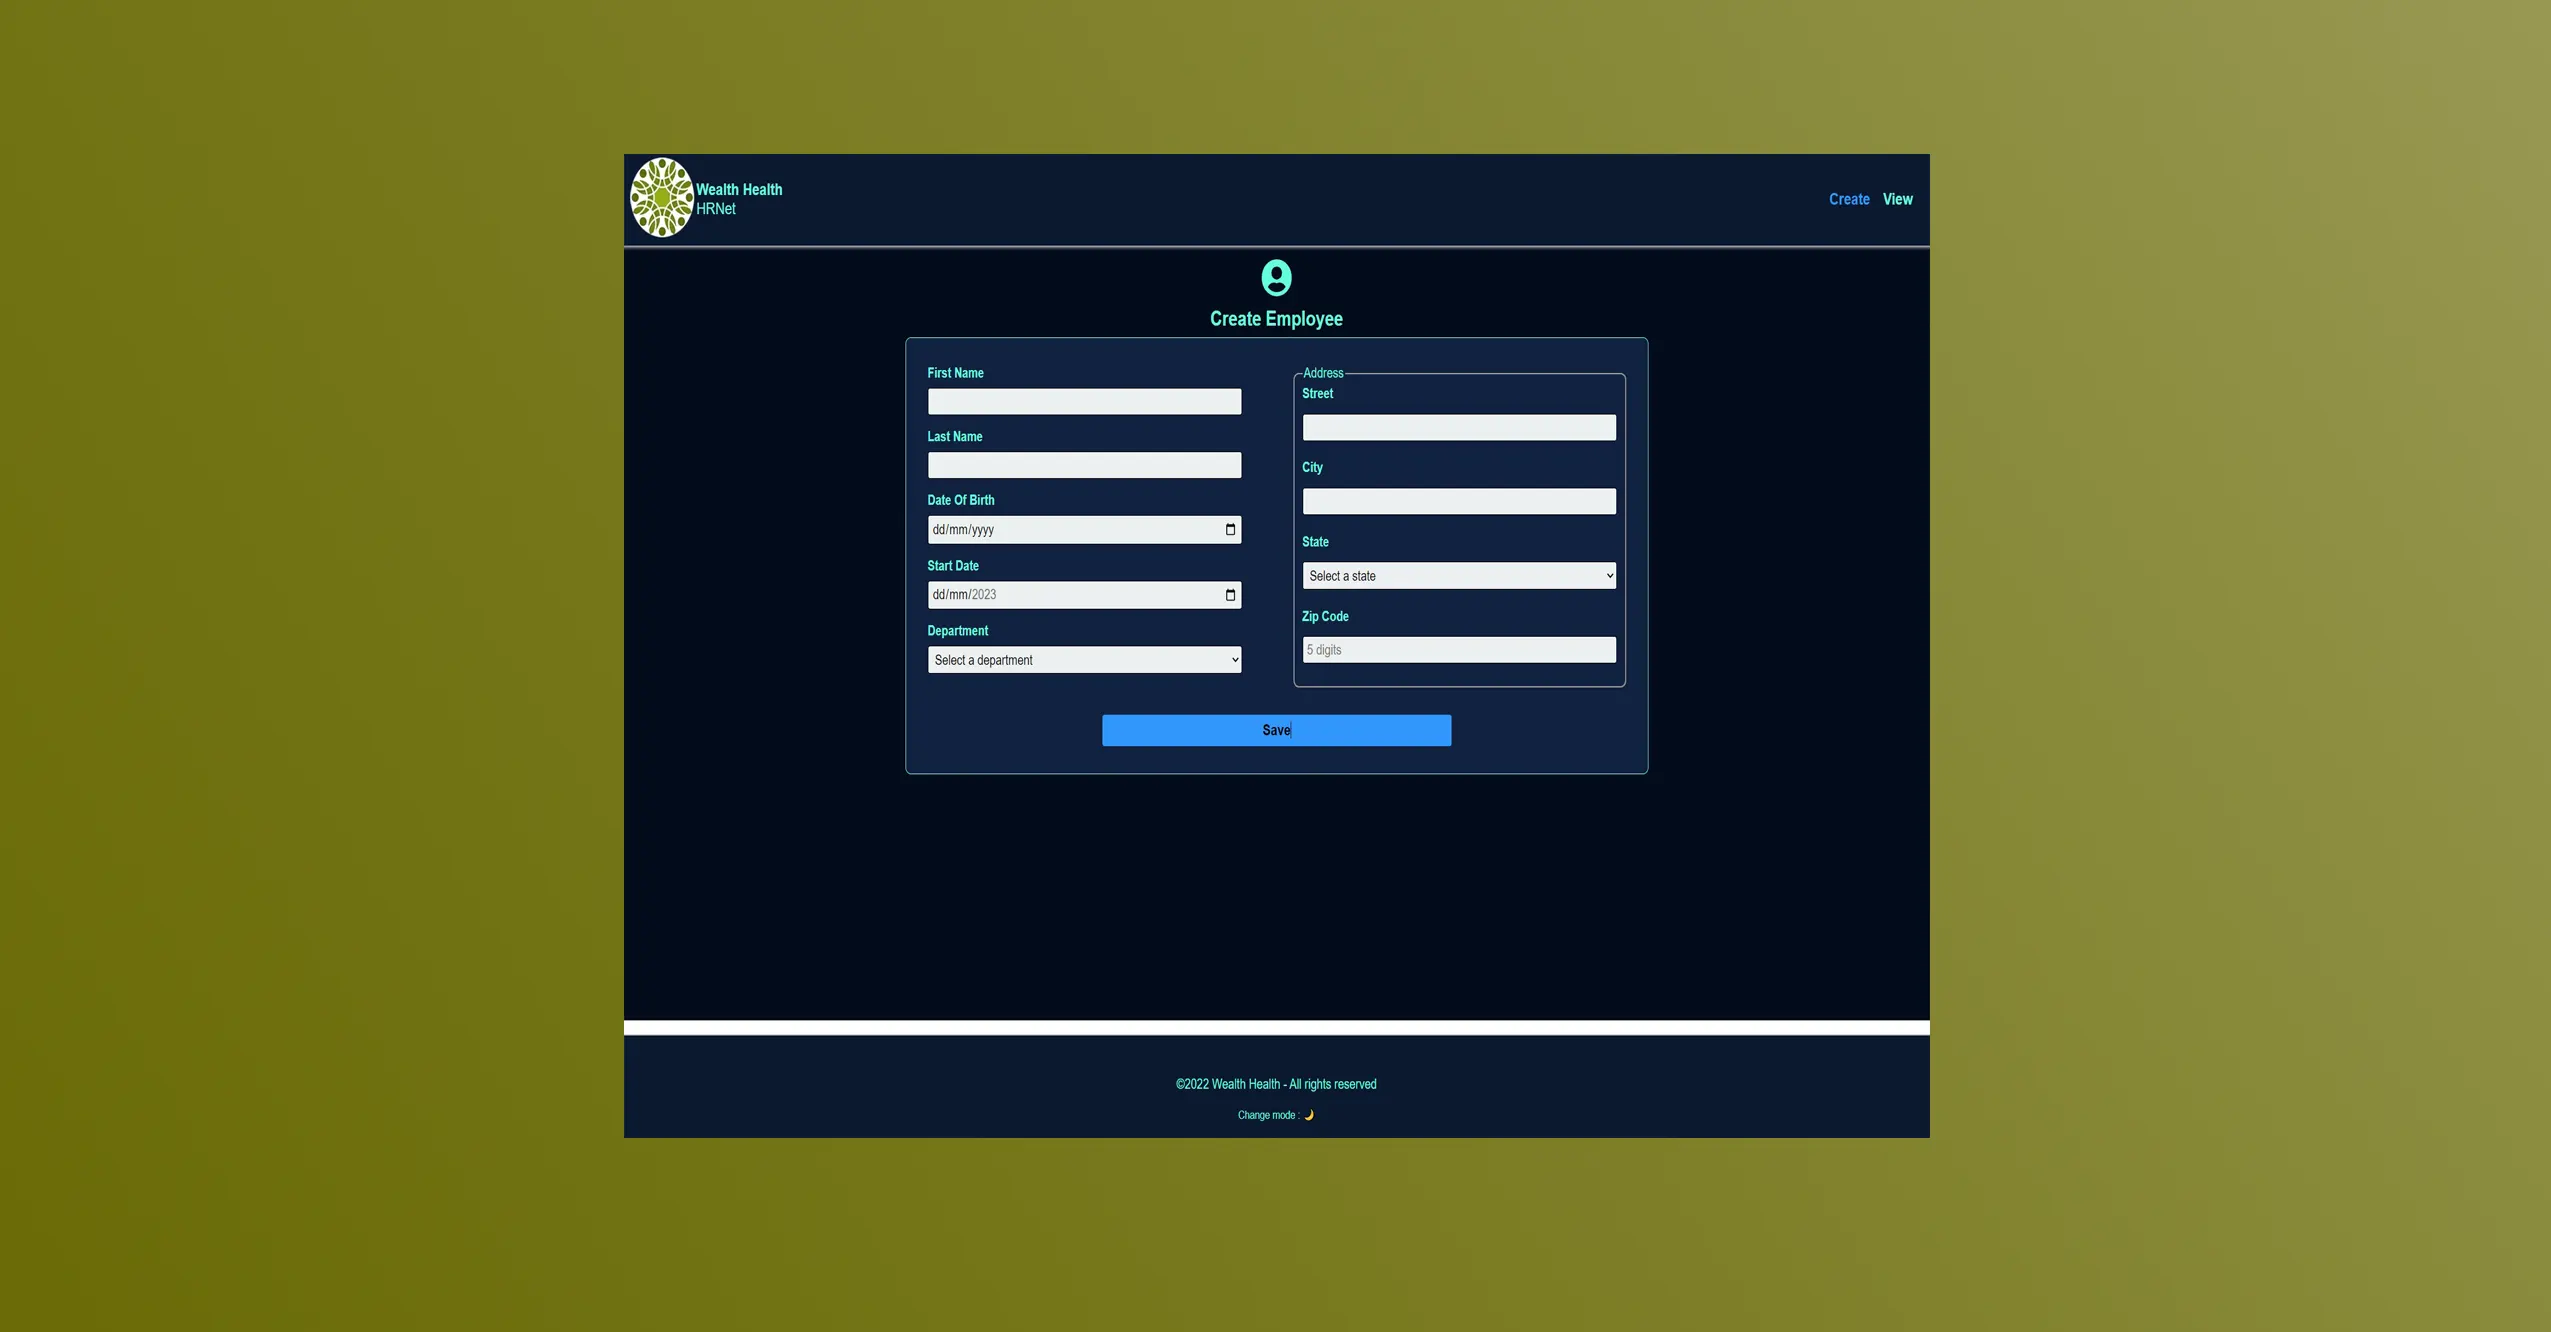 Wealth Health
HRNet
Create View
Create Employee
First Name
Last Name
Date Of Birth
dd/mm/yyyy
Start Date
dd/mm/2023
Department
Select a department
Address
Street
City
State
Select a state
Zip Code
5 digits
Save
©2022 Wealth Health - All rights reserved
Change mode : 🌙